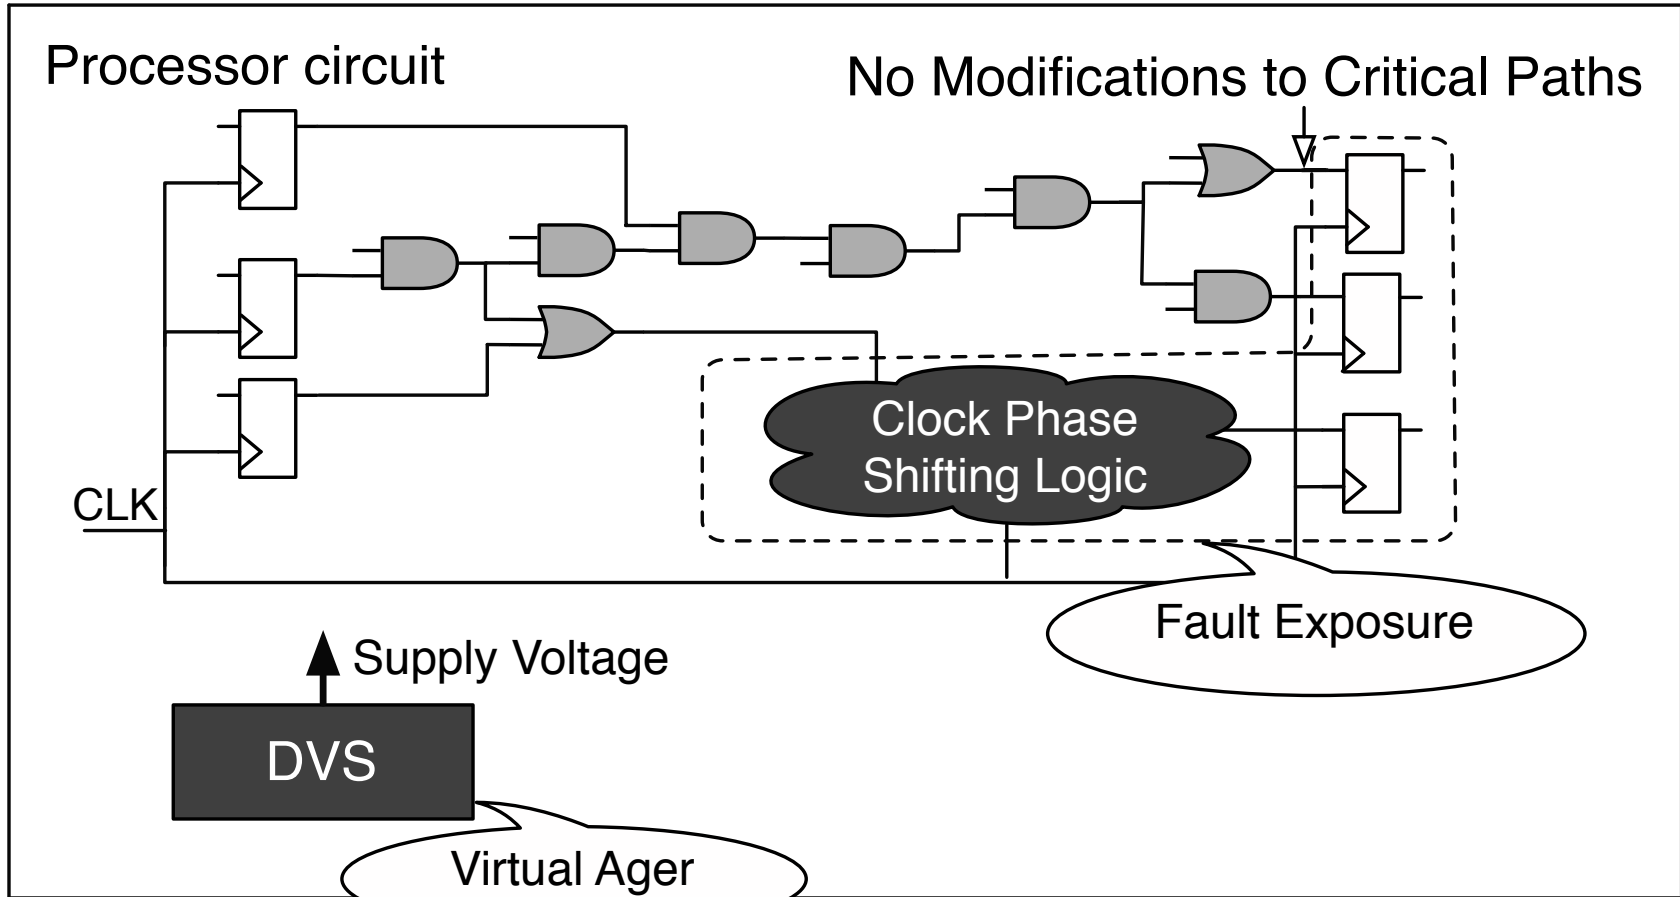 Processor circuit
No Modifications to Critical Paths
Clock Phase
Shifting Logic
CLK
Fault Exposure
Supply Voltage
DVS
Virtual Ager